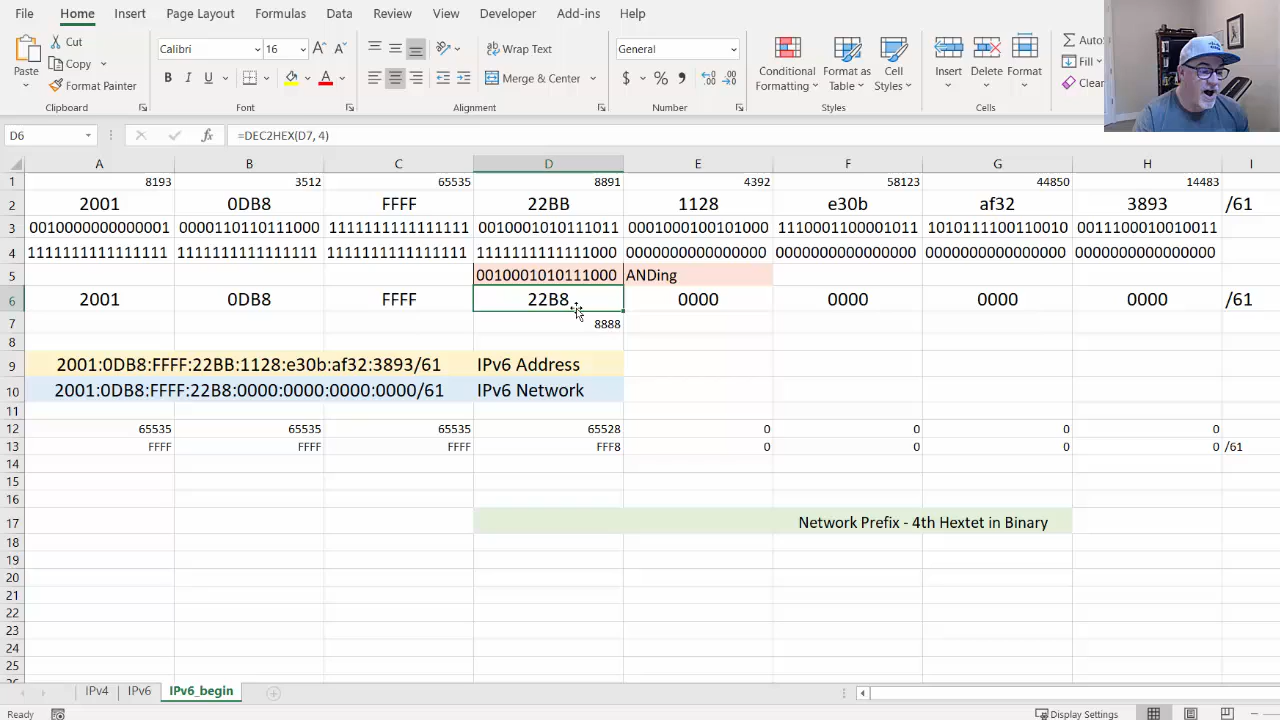 File Home Insert Page Layout Formulas Data Review View Developer Add-ins Help
Cut
Copy
Format Painter
Paste
Calibri 16
B I U
Wrap Text
Merge & Center
General
$ %
Conditional Formatting
Format as Table
Cell Styles
Insert Delete Format
Auto
Fill
Clear
Clipboard Font Alignment Number Styles Cells
D6 fx =DEC2HEX(D7, 4)
A B C D E F G H I
1 8193 3512 65535 8891 4392 58123 44850 14483
2 2001 0DB8 FFFF 22BB 1128 e30b af32 3893 /61
3 0010000000000001 0000110110111000 1111111111111111 0010001010111011 0001000100101000 1110001100001011 1010111100110010 0011100010010011
4 1111111111111111 1111111111111111 1111111111111111 1111111111111000 0000000000000000 0000000000000000 0000000000000000 0000000000000000
5 0010001010111000 ANDing
6 2001 0DB8 FFFF 22B8 0000 0000 0000 0000 /61
7 8888
8
9 2001:0DB8:FFFF:22BB:1128:e30b:af32:3893/61 IPv6 Address
10 2001:0DB8:FFFF:22B8:0000:0000:0000:0000/61 IPv6 Network
11
12 65535 65535 65535 65528 0 0 0 0
13 FFFF FFFF FFFF FFF8 0 0 0 0 /61
14
15
16
17 Network Prefix - 4th Hextet in Binary
18
19
20
21
22
23
24
25
IPv4 IPv6 IPv6_begin
Ready Display Settings